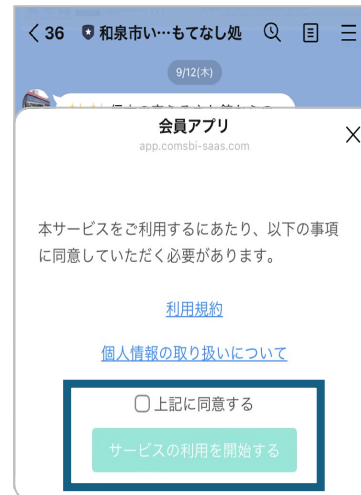 36 和泉市い…もてなし処
9/12(木)
会員アプリ
app.comsbi-saas.com
本サービスをご利用するにあたり、以下の事項
に同意していただく必要があります。
利用規約
個人情報の取り扱いについて
上記に同意する
サービスの利用を開始する